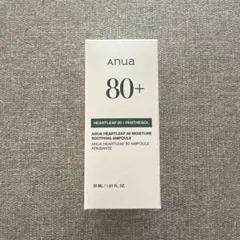 Anua
80+
HEARTLEAF 80 + PANTHENOL
ANUA HEARTLEAF 80 MOISTURE
SOOTHING AMPOULE
ANUA HEARTLEAF 80 AMPOULE
APAISANTE
30 ML / 1.01 FL. OZ.